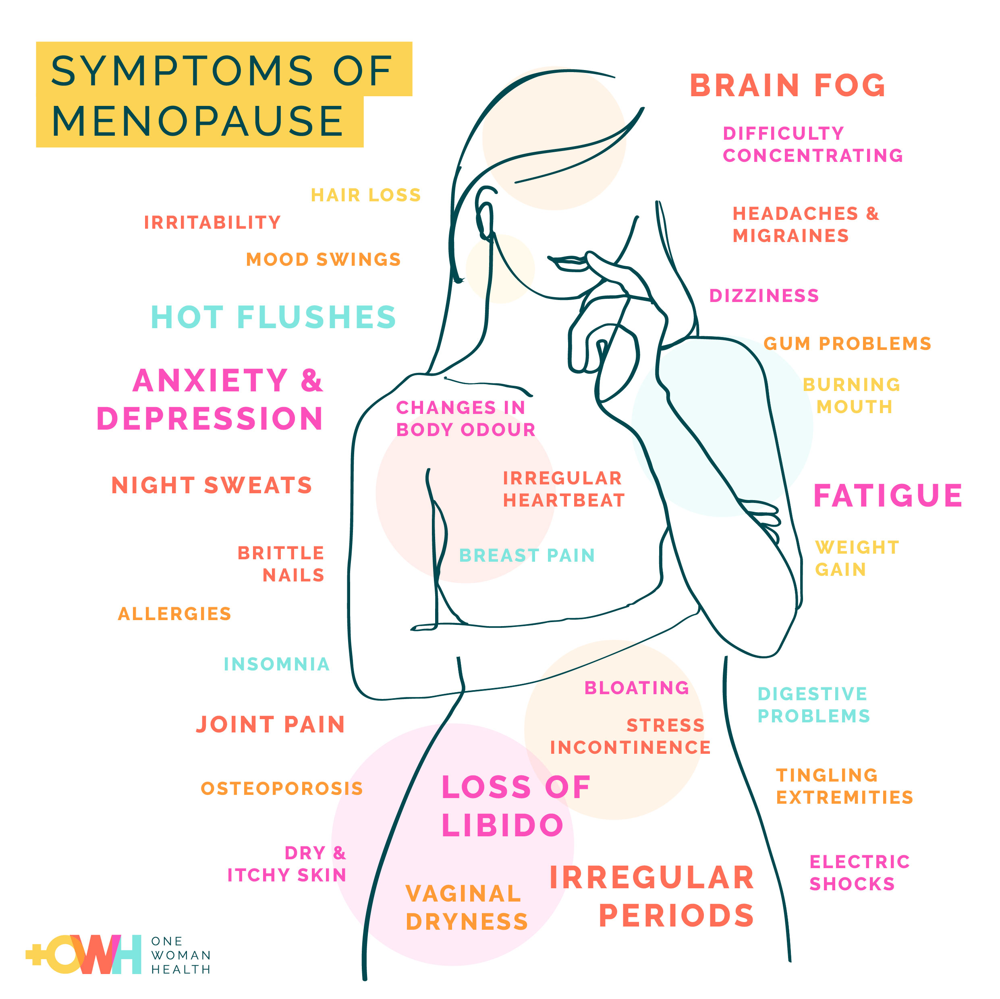 SYMPTOMS OF
MENOPAUSE
HAIR LOSS
IRRITABILITY
MOOD SWINGS
HOT FLUSHES
ANXIETY &
DEPRESSION
NIGHT SWEATS
BRITTLE
NAILS
ALLERGIES
INSOMNIA
JOINT PAIN
OSTEOPOROSIS
DRY &
ITCHY SKIN
CHANGES IN
BODY ODOUR
IRREGULAR
HEARTBEAT
BREAST PAIN
BLOATING
STRESS
INCONTINENCE
LOSS OF
LIBIDO
VAGINAL
DRYNESS
IRREGULAR
PERIODS
BRAIN FOG
DIFFICULTY
CONCENTRATING
HEADACHES &
MIGRAINES
DIZZINESS
GUM PROBLEMS
BURNING
MOUTH
FATIGUE
WEIGHT
GAIN
DIGESTIVE
PROBLEMS
TINGLING
EXTREMITIES
ELECTRIC
SHOCKS
OWH
ONE
WOMAN
HEALTH